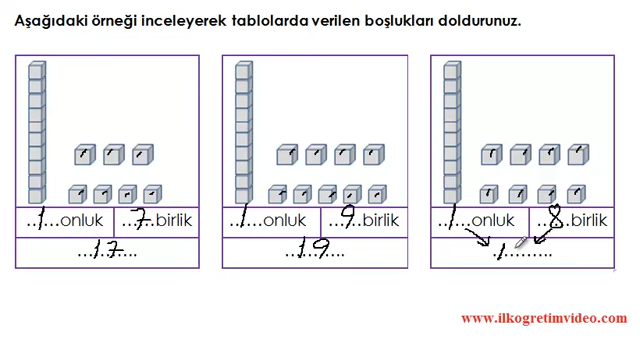 Aşağıdaki örneği inceleyerek tablolarda verilen boşlukları doldurunuz.
..1...onluk ...7..birlik ..1...onluk ...9..birlik ..1...onluk ...8..birlik
...17.... ...19.... .1.........
www.ilkogretimvideo.com